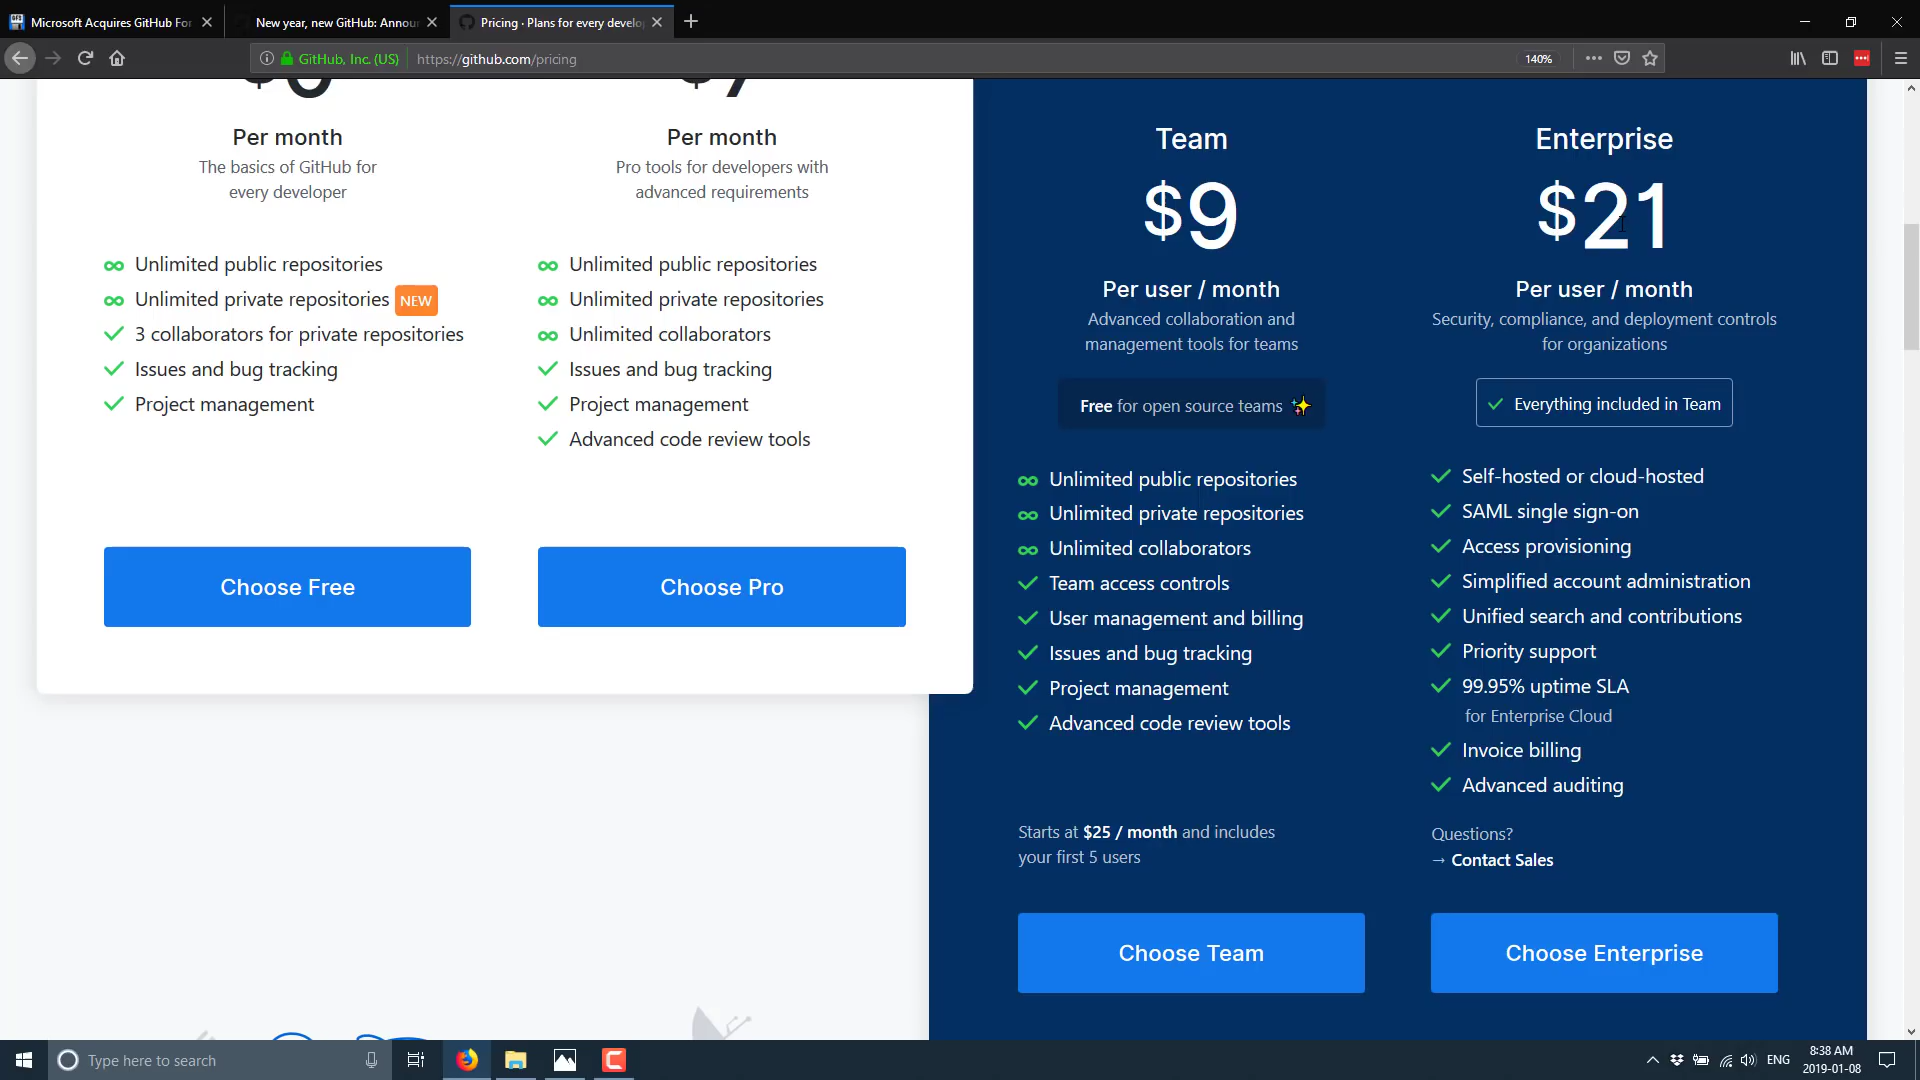 Microsoft Acquires GitHub For
New year, new GitHub: Announ
Pricing · Plans for every develo
GitHub, Inc. (US)
https://github.com/pricing
140%
Per month
The basics of GitHub for
every developer
Unlimited public repositories
Unlimited private repositories NEW
3 collaborators for private repositories
Issues and bug tracking
Project management
Choose Free
Per month
Pro tools for developers with
advanced requirements
Unlimited public repositories
Unlimited private repositories
Unlimited collaborators
Issues and bug tracking
Project management
Advanced code review tools
Choose Pro
Team
$9
Per user / month
Advanced collaboration and
management tools for teams
Free for open source teams ✨
Unlimited public repositories
Unlimited private repositories
Unlimited collaborators
Team access controls
User management and billing
Issues and bug tracking
Project management
Advanced code review tools
Starts at $25 / month and includes
your first 5 users
Choose Team
Enterprise
$21
Per user / month
Security, compliance, and deployment controls
for organizations
Everything included in Team
Self-hosted or cloud-hosted
SAML single sign-on
Access provisioning
Simplified account administration
Unified search and contributions
Priority support
99.95% uptime SLA
for Enterprise Cloud
Invoice billing
Advanced auditing
Questions?
→ Contact Sales
Choose Enterprise
Type here to search
ENG
8:38 AM
2019-01-08